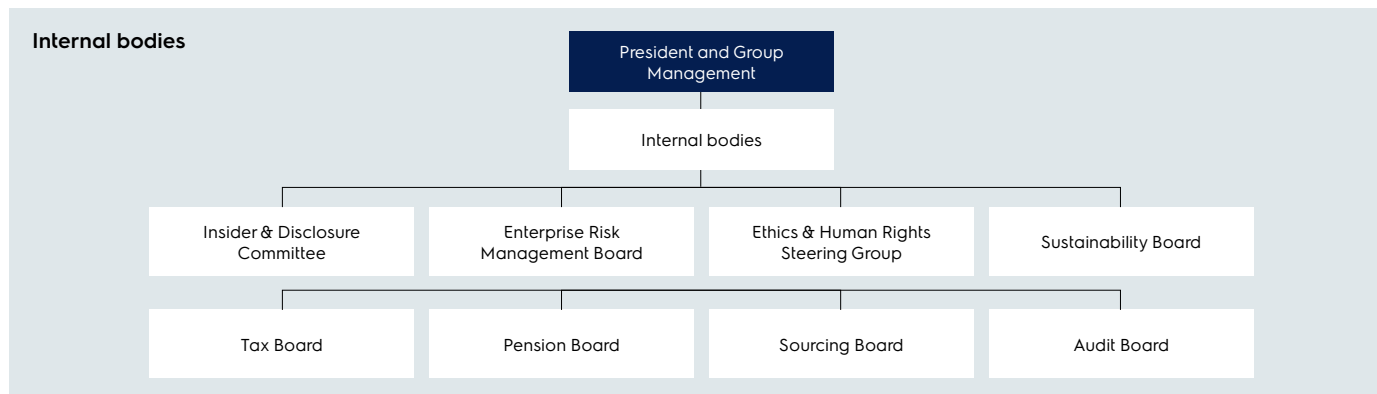 Internal bodies
President and Group
Management
Internal bodies
Insider & Disclosure
Committee
Enterprise Risk
Management Board
Ethics & Human Rights
Steering Group
Sustainability Board
Tax Board
Pension Board
Sourcing Board
Audit Board